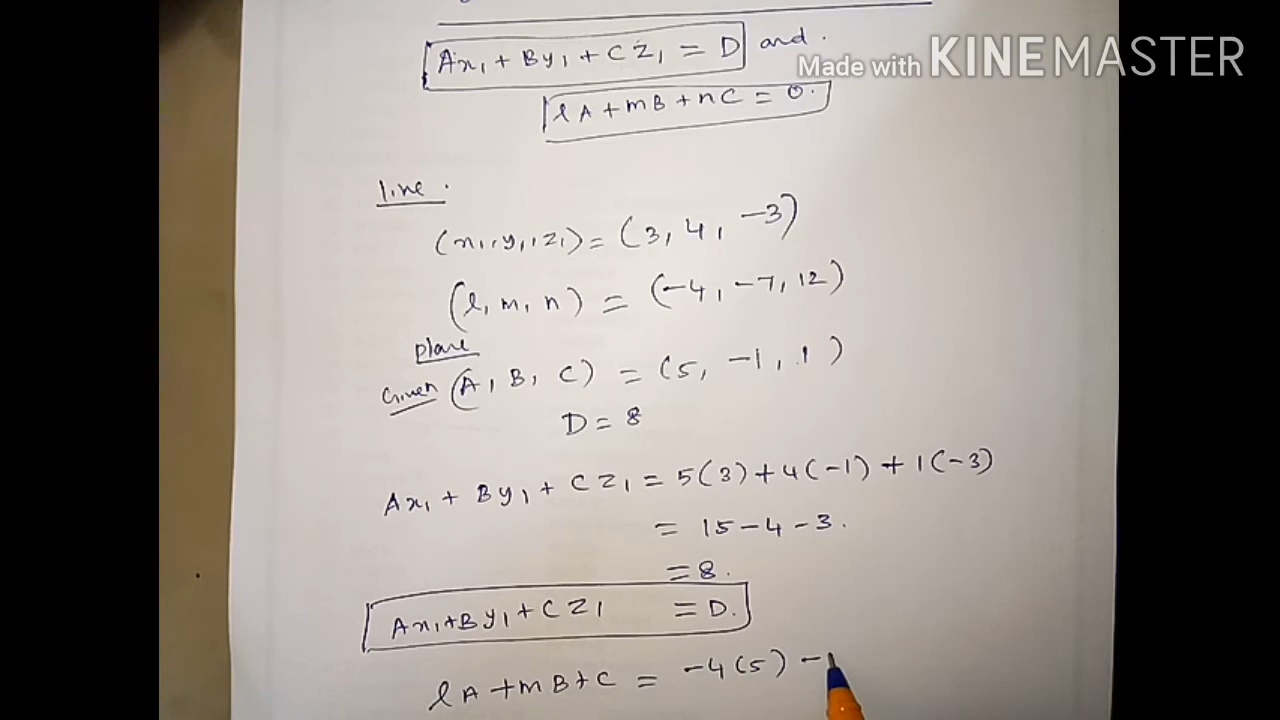 Ax₁ + By₁ + CZ₁ = D and .
Made with KINEMASTER
lA + mB + nC = 0.
line .
(x₁, y₁, z₁) = (3, 4, -3)
(l, m, n) = (-4, -7, 12)
plane
Given (A, B, C) = (5, -1, 1)
D = 8
Ax₁ + By₁ + CZ₁ = 5(3) + 4(-1) + 1(-3)
= 15 - 4 - 3.
= 8.
Ax₁ + By₁ + CZ₁ = D.
lA + mB + C = -4(5) -